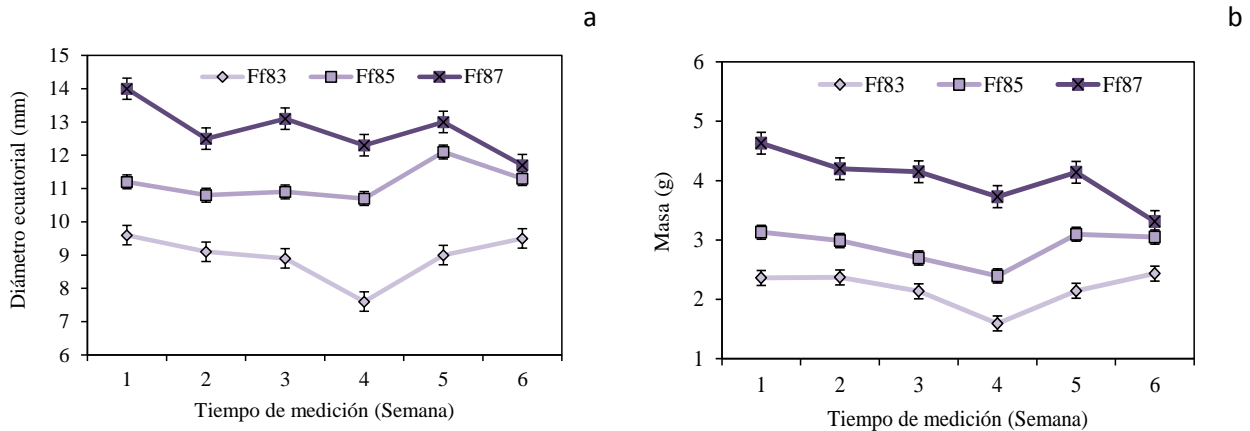 a
15
14
13
12
11
10
9
8
7
6
Diámetro ecuatorial (mm)
Ff83 Ff85 Ff87
1 2 3 4 5 6
Tiempo de medición (Semana)
b
6
5
4
3
2
1
Masa (g)
Ff83 Ff85 Ff87
1 2 3 4 5 6
Tiempo de medición (Semana)